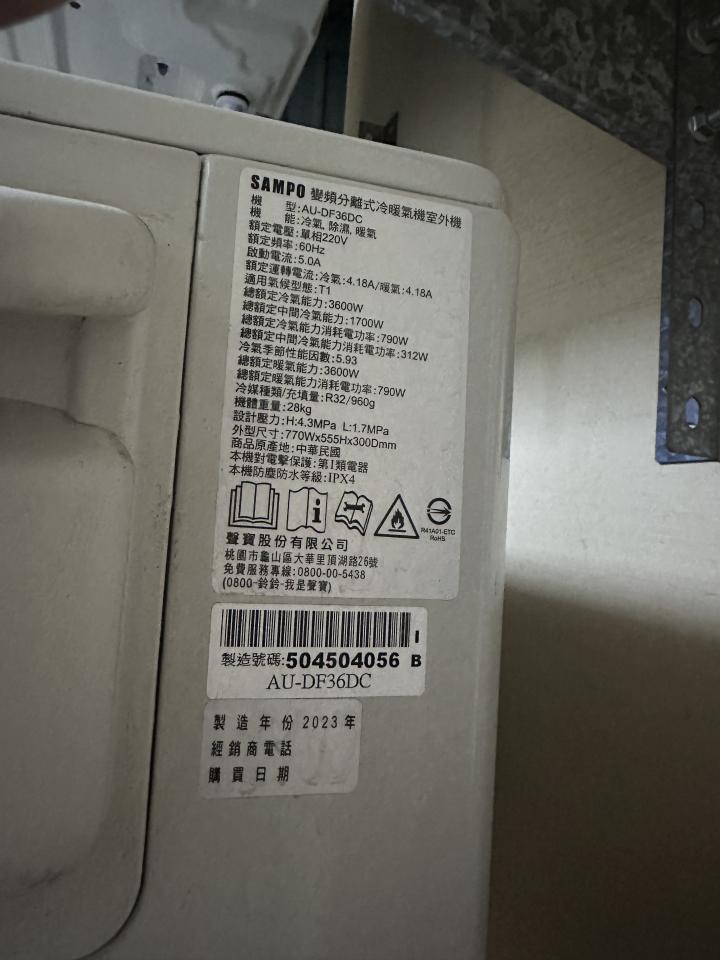 SAMPO 變頻分離式冷暖氣機室外機
機 型:AU-DF36DC
機 能:冷氣, 除濕, 暖氣
額定電壓:單相220V
額定頻率:60Hz
啟動電流:5.0A
額定運轉電流:冷氣:4.18A/暖氣:4.18A
適用氣候型態:T1
總額定冷氣能力:3600W
總額定中間冷氣能力:1700W
總額定冷氣能力消耗電功率:790W
總額定中間冷氣能力消耗電功率:312W
冷氣季節性能因數:5.93
總額定暖氣能力:3600W
總額定暖氣能力消耗電功率:790W
冷媒種類/充填量:R32/960g
機體重量:28kg
設計壓力:H:4.3MPa L:1.7MPa
外型尺寸:770Wx555Hx300Dmm
商品原產地:中華民國
本機對電擊保護:第I類電器
本機防塵防水等級:IPX4
R41A01-ETC
RoHS
聲寶股份有限公司
桃園市龜山區大華里頂湖路26號
免費服務專線:0800-00-5438
(0800-鈴鈴-我是聲寶)
I
製造號碼:504504056 B
AU-DF36DC
製造年份 2023年
經銷商電話
購買日期